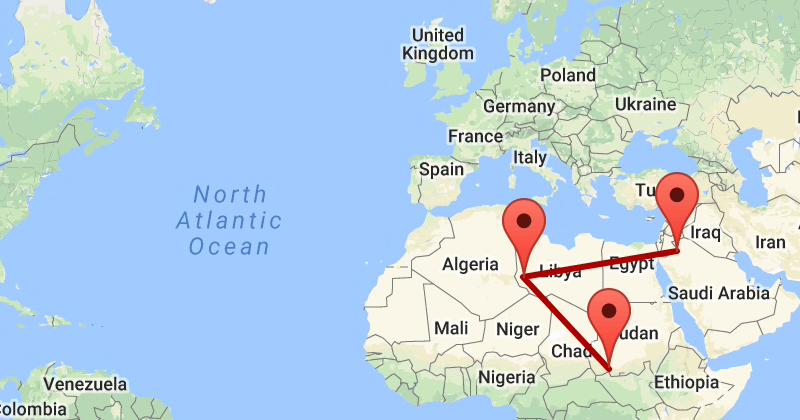 United
Kingdom
Poland
Germany
Ukraine
France
Italy
Spain
Tu
North
Atlantic
Ocean
Iraq
Iran
Algeria
Libya
Egypt
Saudi Arabia
Mali
Niger
Chad
udan
Nigeria
Ethiopia
Venezuela
Colombia